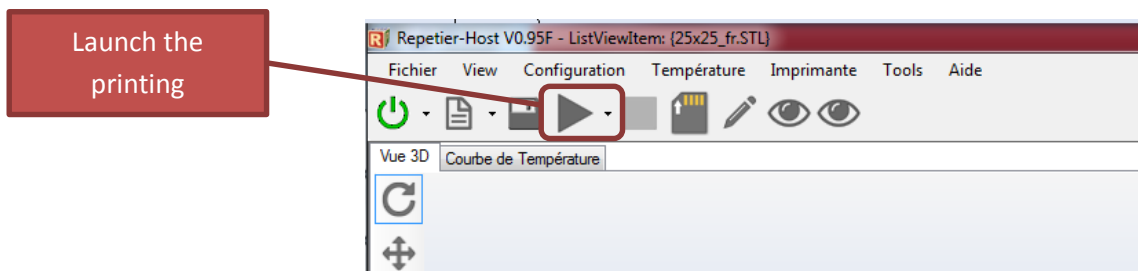 Launch the
printing
Repetier-Host V0.95F - ListViewItem: {25x25_fr.STL}
Fichier View Configuration Température Imprimante Tools Aide
Vue 3D Courbe de Température